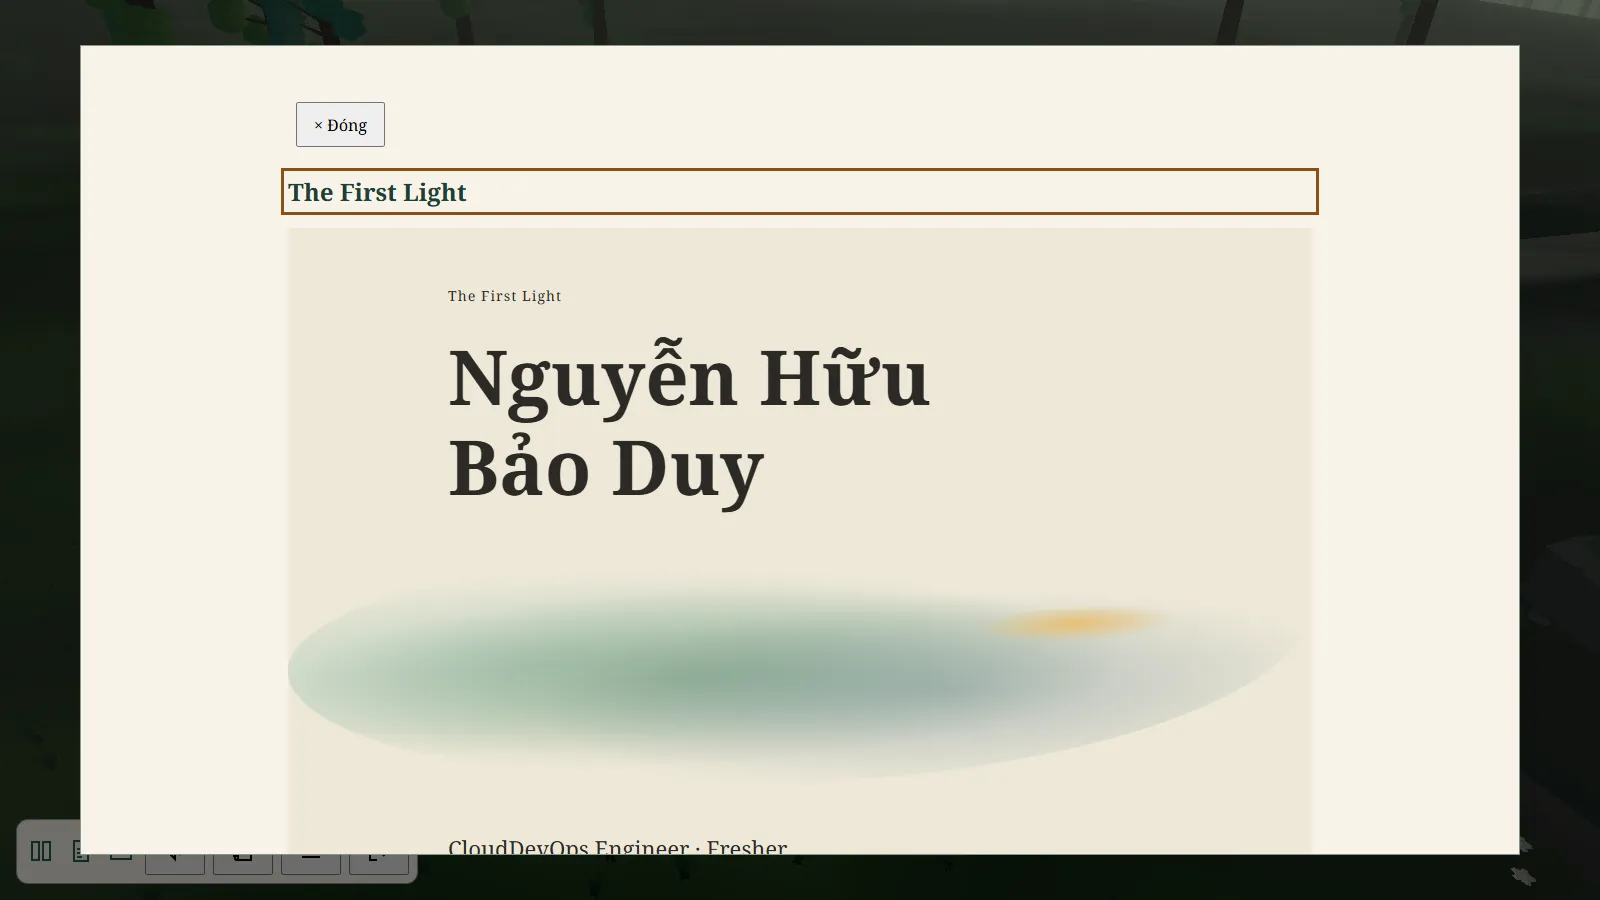 × Đóng
The First Light
The First Light
Nguyễn Hữu
Bảo Duy
CloudDevOps Engineer · Fresher